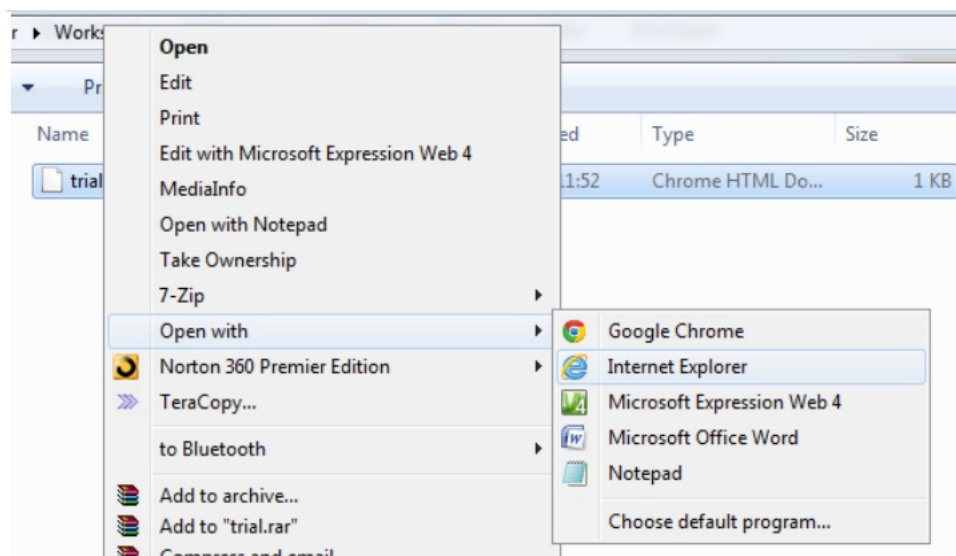 r ▸ Works
Pr
Name ed Type Size
trial 11:52 Chrome HTML Do... 1 KB
Open
Edit
Print
Edit with Microsoft Expression Web 4
MediaInfo
Open with Notepad
Take Ownership
7-Zip
Open with
Norton 360 Premier Edition
TeraCopy...
to Bluetooth
Add to archive...
Add to "trial.rar"
Compress and email
Google Chrome
Internet Explorer
Microsoft Expression Web 4
Microsoft Office Word
Notepad
Choose default program...